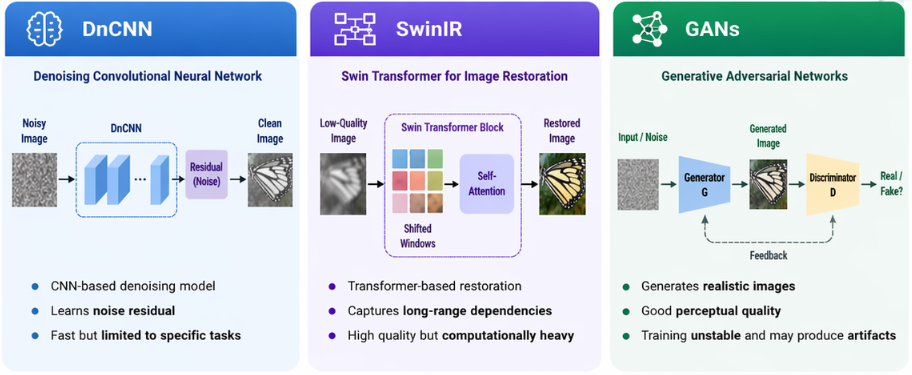 DnCNN
Denoising Convolutional Neural Network
Noisy
Image
DnCNN
Clean
Image
...
Residual
(Noise)
• CNN-based denoising model
• Learns noise residual
• Fast but limited to specific tasks
SwinIR
Swin Transformer for Image Restoration
Low-Quality
Image
Swin Transformer Block
Restored
Image
Self-
Attention
Shifted
Windows
• Transformer-based restoration
• Captures long-range dependencies
• High quality but computationally heavy
GANs
Generative Adversarial Networks
Input / Noise
Generated
Image
Generator
G
Discriminator
D
Real /
Fake?
Feedback
• Generates realistic images
• Good perceptual quality
• Training unstable and may produce artifacts